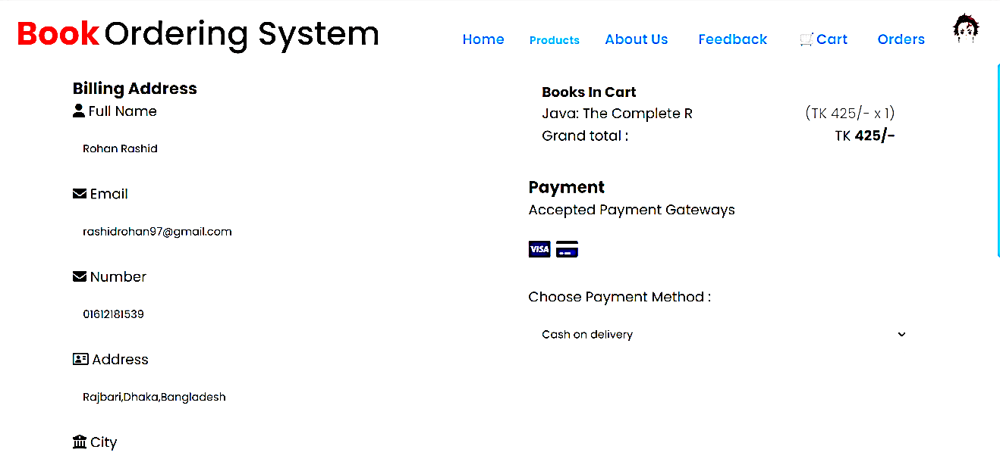 Book Ordering System
Home Products About Us Feedback Cart Orders
Billing Address
Full Name
Rohan Rashid
Email
rashidrohan97@gmail.com
Number
01612181539
Address
Rajbari,Dhaka,Bangladesh
City
Books In Cart
Java: The Complete R (TK 425/- x 1)
Grand total : TK 425/-
Payment
Accepted Payment Gateways
VISA
Choose Payment Method :
Cash on delivery